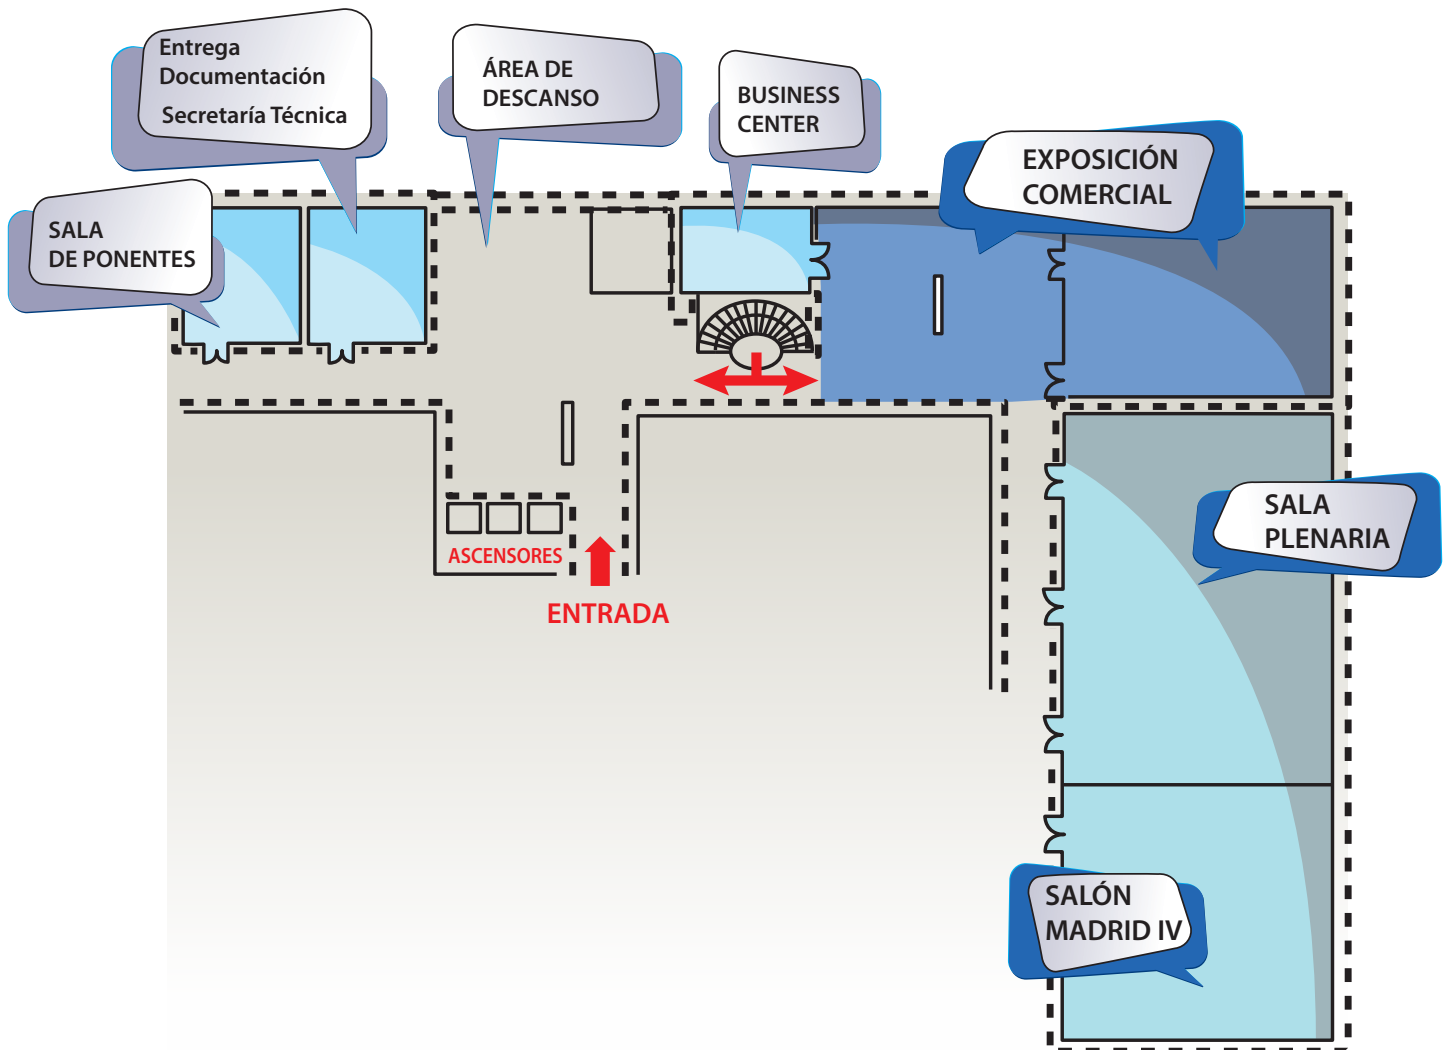 Entrega
Documentación
Secretaría Técnica
ÁREA DE
DESCANSO
BUSINESS
CENTER
EXPOSICIÓN
COMERCIAL
SALA
DE PONENTES
SALA
PLENARIA
ASCENSORES
ENTRADA
SALÓN
MADRID IV